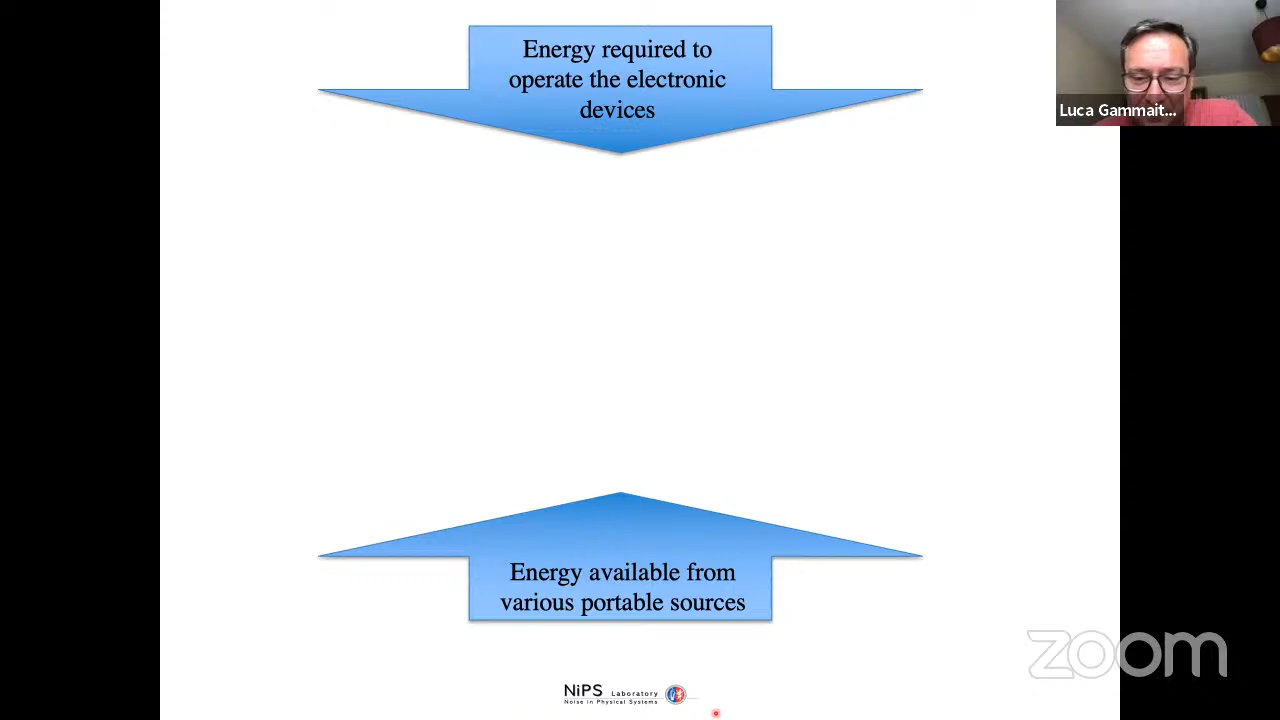 Energy required to
operate the electronic
devices
Luca Gammait...
Energy available from
various portable sources
zoom
NiPS Laboratory
Noise in Physical Systems